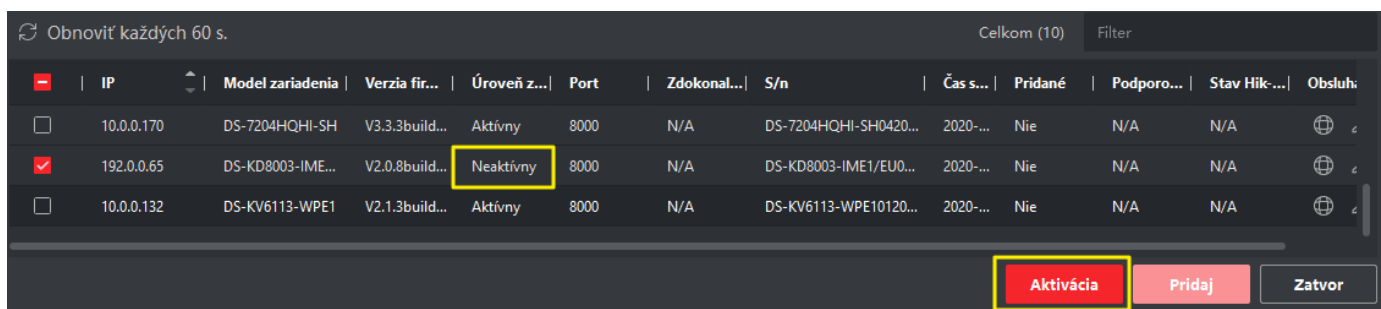 Obnoviť každých 60 s. Celkom (10) Filter
IP Model zariadenia Verzia fir... Úroveň z... Port Zdokonal... S/n Čas s... Pridané Podporo... Stav Hik-... Obsluha
10.0.0.170 DS-7204HQHI-SH V3.3.3build... Aktívny 8000 N/A DS-7204HQHI-SH0420... 2020-... Nie N/A N/A
192.0.0.65 DS-KD8003-IME... V2.0.8build... Neaktívny 8000 N/A DS-KD8003-IME1/EU0... 2020-... Nie N/A N/A
10.0.0.132 DS-KV6113-WPE1 V2.1.3build... Aktívny 8000 N/A DS-KV6113-WPE10120... 2020-... Nie N/A N/A
Aktivácia Pridaj Zatvor